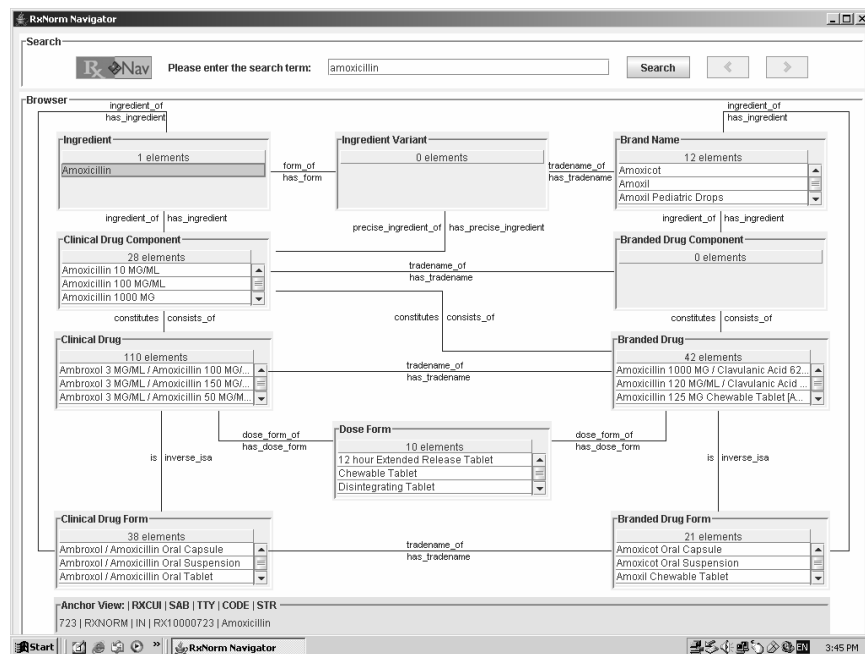 RxNorm Navigator
Search
Rx Nav
Please enter the search term:
amoxicillin
Search
<
>
Browser
ingredient_of
has_ingredient
ingredient_of
has_ingredient
Ingredient
1 elements
Amoxicillin
form_of
has_form
Ingredient Variant
0 elements
tradename_of
has_tradename
Brand Name
12 elements
Amoxicot
Amoxil
Amoxil Pediatric Drops
ingredient_of has_ingredient
precise_ingredient_of has_precise_ingredient
ingredient_of has_ingredient
Clinical Drug Component
28 elements
Amoxicillin 10 MG/ML
Amoxicillin 100 MG/ML
Amoxicillin 1000 MG
tradename_of
has_tradename
Branded Drug Component
0 elements
constitutes consists_of
constitutes consists_of
constitutes consists_of
Clinical Drug
110 elements
Ambroxol 3 MG/ML / Amoxicillin 100 MG/...
Ambroxol 3 MG/ML / Amoxicillin 150 MG/...
Ambroxol 3 MG/ML / Amoxicillin 50 MG/M...
tradename_of
has_tradename
Branded Drug
42 elements
Amoxicillin 1000 MG / Clavulanic Acid 62...
Amoxicillin 120 MG/ML / Clavulanic Acid ...
Amoxicillin 125 MG Chewable Tablet [A...
dose_form_of
has_dose_form
Dose Form
10 elements
12 hour Extended Release Tablet
Chewable Tablet
Disintegrating Tablet
dose_form_of
has_dose_form
is inverse_isa
is inverse_isa
Clinical Drug Form
38 elements
Ambroxol / Amoxicillin Oral Capsule
Ambroxol / Amoxicillin Oral Suspension
Ambroxol / Amoxicillin Oral Tablet
tradename_of
has_tradename
Branded Drug Form
21 elements
Amoxicot Oral Capsule
Amoxicot Oral Suspension
Amoxil Chewable Tablet
Anchor View: | RXCUI | SAB | TTY | CODE | STR
723 | RXNORM | IN | RX10000723 | Amoxicillin
Start
»
RxNorm Navigator
EN
3:45 PM